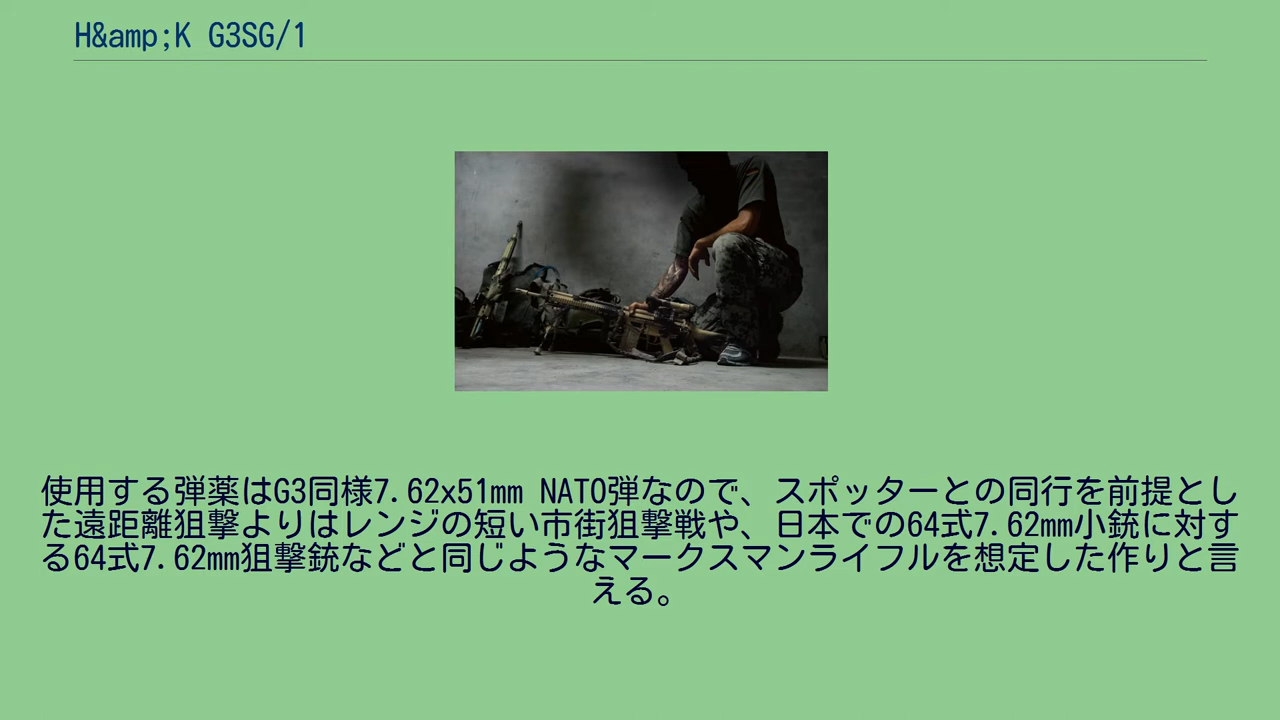 H&amp;K G3SG/1
使用する弾薬はG3同様7.62x51mm NATO弾なので、スポッターとの同行を前提とし
た遠距離狙撃よりはレンジの短い市街狙撃戦や、日本での64式7.62mm小銃に対す
る64式7.62mm狙撃銃などと同じようなマークスマンライフルを想定した作りと言
える。